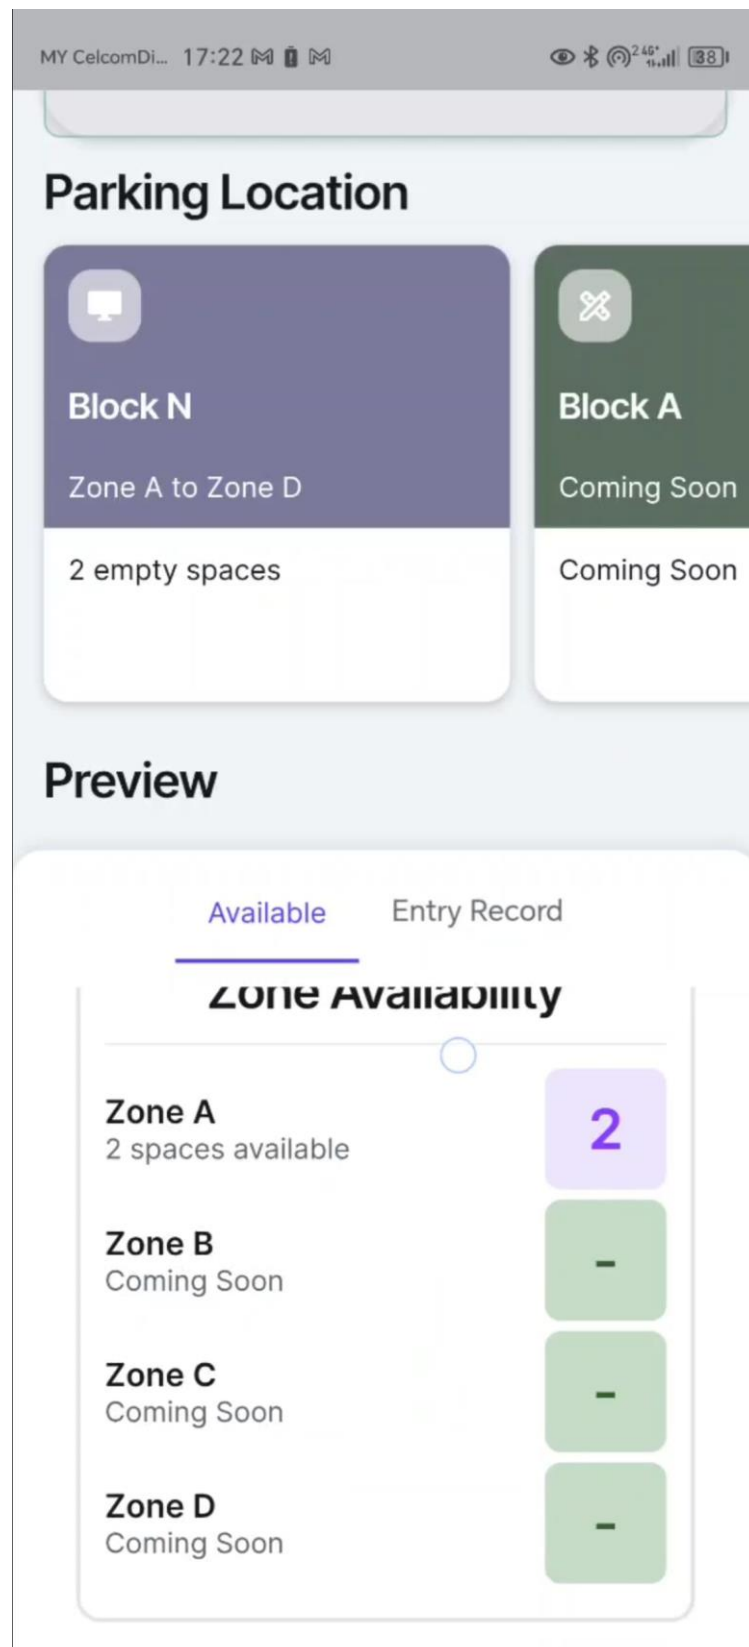 MY CelcomDi... 17:22 38
Parking Location
Block N
Zone A to Zone D
2 empty spaces
Block A
Coming Soon
Coming Soon
Preview
Available Entry Record
Zone Availability
Zone A
2 spaces available
2
Zone B
Coming Soon
-
Zone C
Coming Soon
-
Zone D
Coming Soon
-